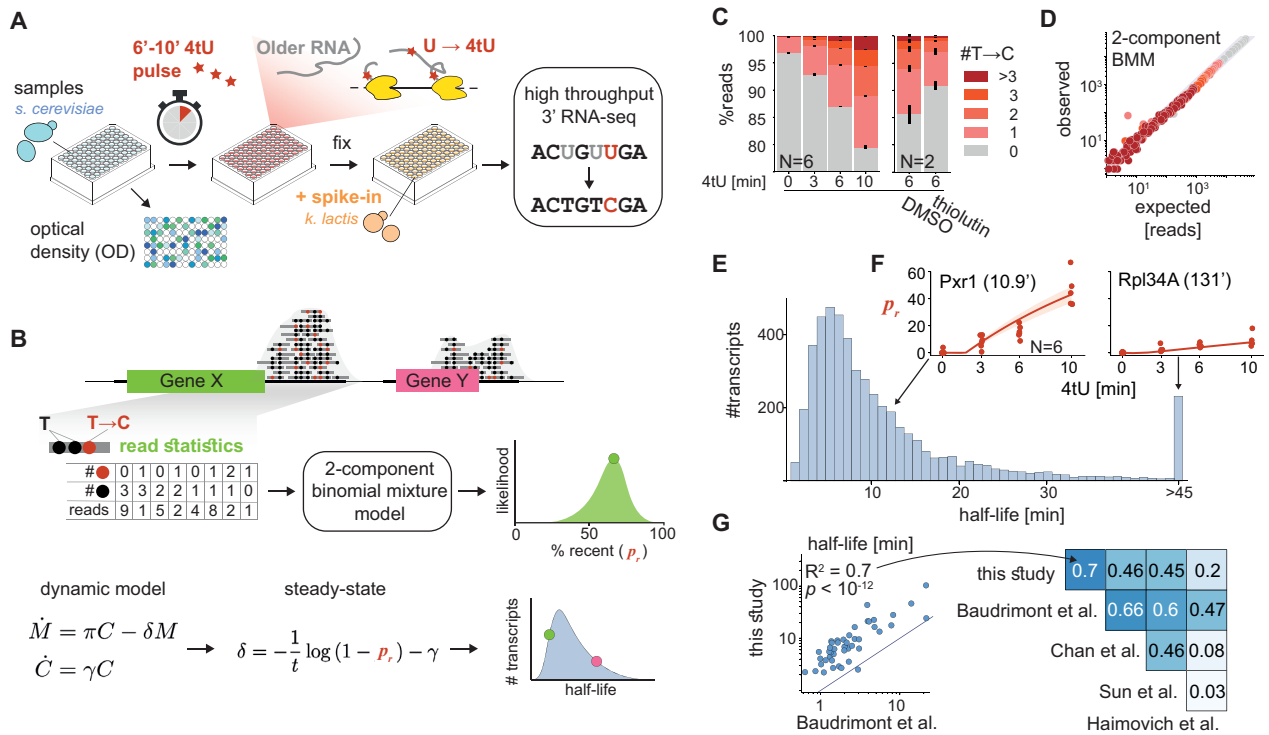 A
6'-10' 4tU
pulse
Older RNA
U → 4tU
samples
s. cerevisiae
fix
+ spike-in
k. lactis
optical
density (OD)
high throughput
3' RNA-seq
ACUGUUGA
ACTGTCGA
B
Gene X
Gene Y
T
T→C
read statistics
# 0 1 0 1 0 1 2 1
# 3 3 2 2 1 1 1 0
reads 9 1 5 2 4 8 2 1
2-component
binomial mixture
model
likelihood
0 50 100
% recent (pr)
dynamic model
Ṁ = πC − δM
Ċ = γC
steady-state
δ = −1/t log (1 − pr) − γ
# transcripts
half-life
C
%reads
100
95
90
85
80
N=6
N=2
4tU [min] 0 3 6 10 6 6
DMSO
thiolutin
#T→C
>3
3
2
1
0
D
2-component
BMM
observed
10³
10¹
10¹ 10³
expected
[reads]
E
#transcripts
400
200
10 20 30 >45
half-life [min]
F
Pxr1 (10.9')
pr
60
40
20
0
N=6
0 3 6 10
Rpl34A (131')
0 3 6 10
4tU [min]
G
half-life [min]
R² = 0.7
p < 10⁻¹²
this study
100
10
1 10
Baudrimont et al.
this study 0.7 0.46 0.45 0.2
Baudrimont et al. 0.66 0.6 0.47
Chan et al. 0.46 0.08
Sun et al. 0.03
Haimovich et al.